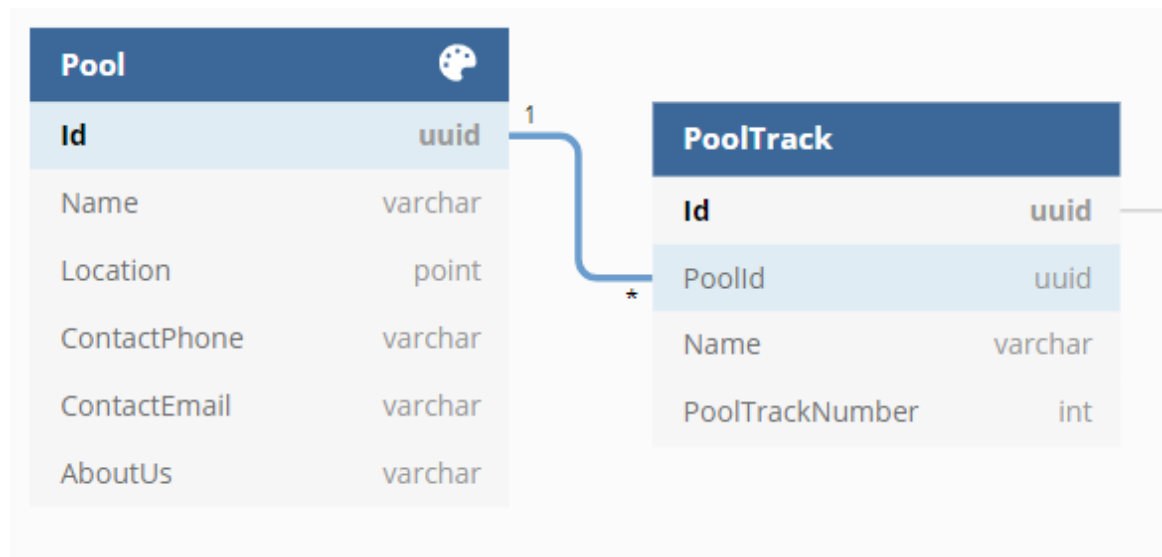 Pool
Id uuid
Name varchar
Location point
ContactPhone varchar
ContactEmail varchar
AboutUs varchar
1
*
PoolTrack
Id uuid
PoolId uuid
Name varchar
PoolTrackNumber int